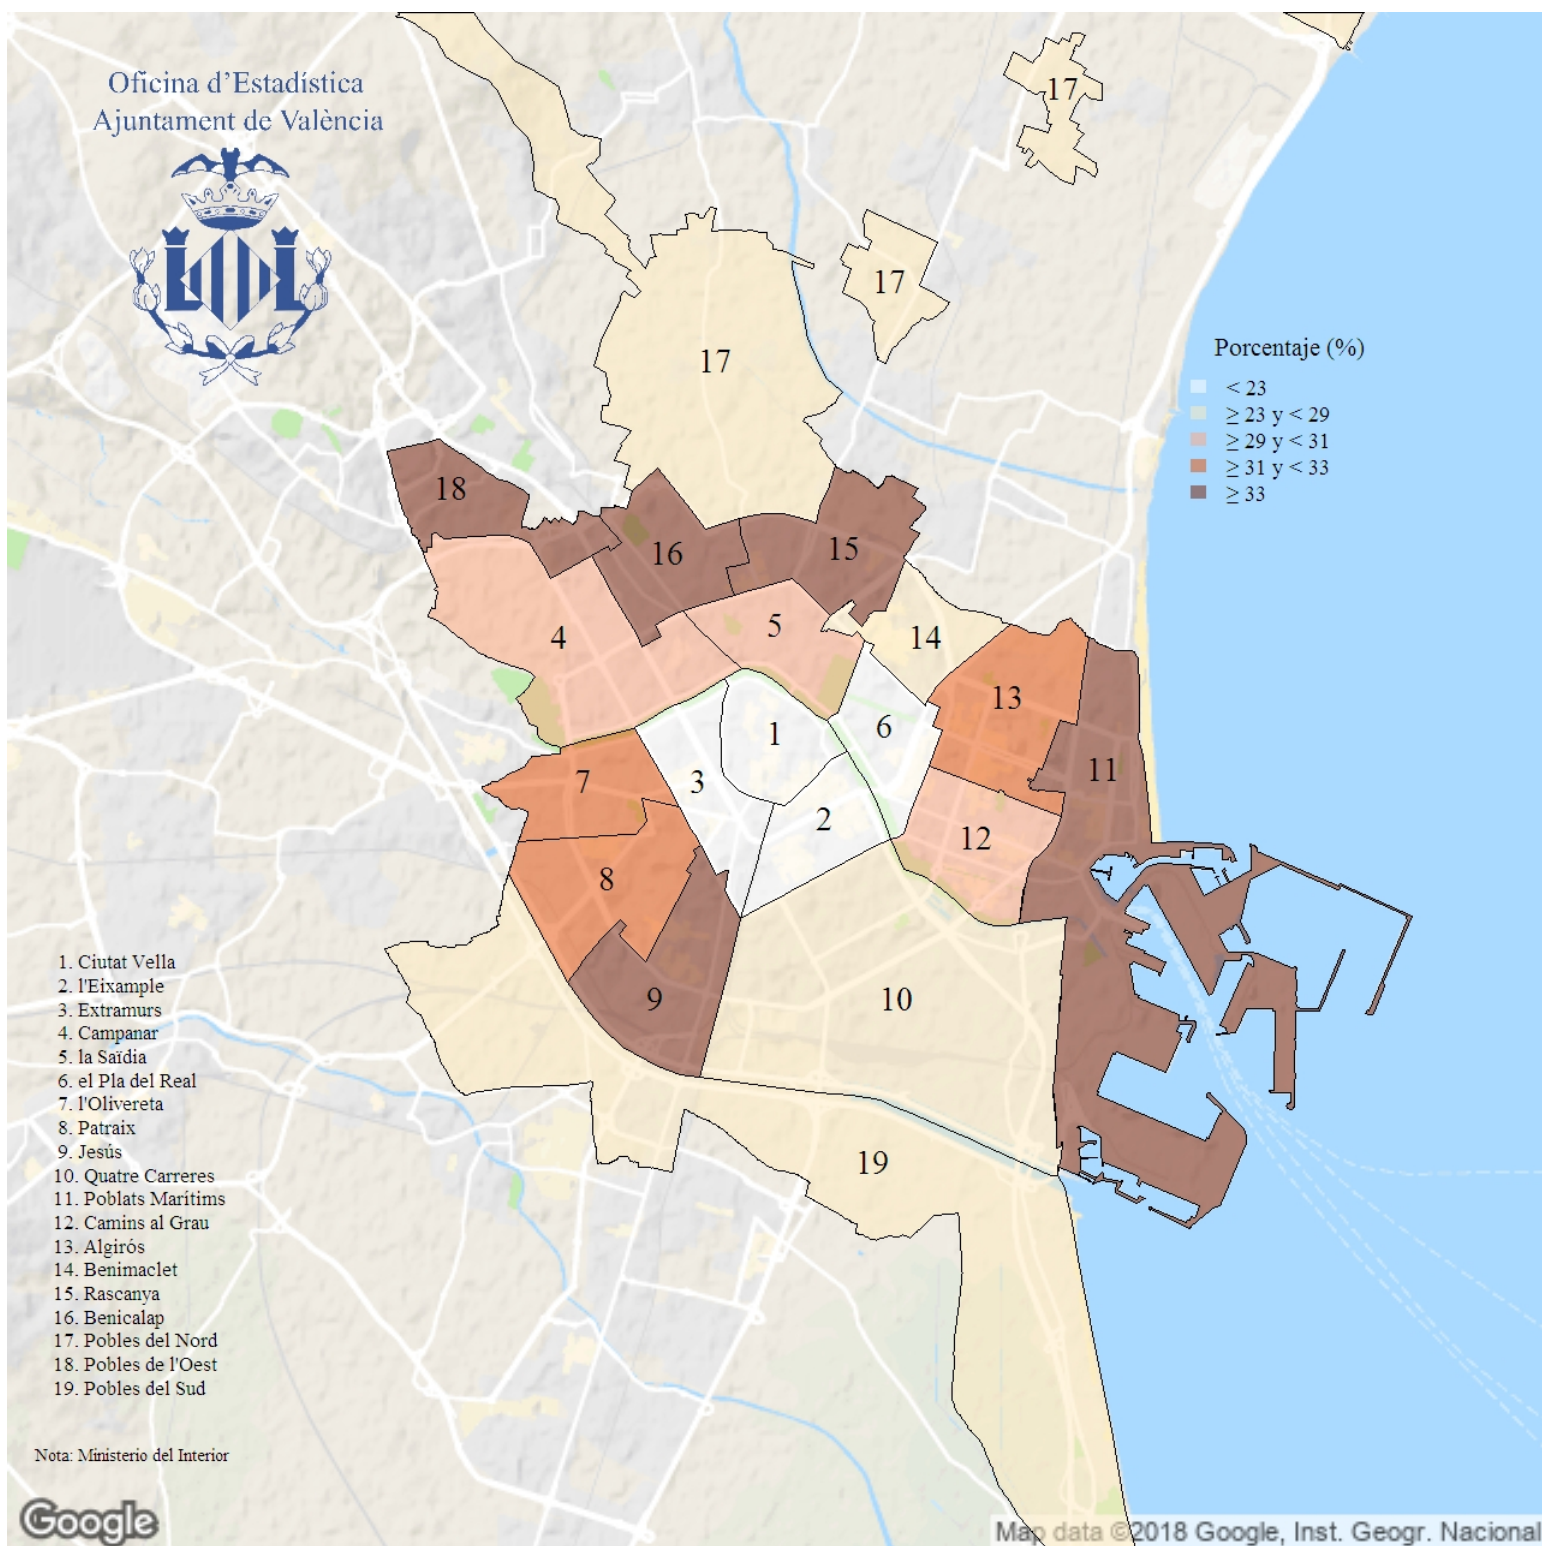 Oficina d'Estadística
Ajuntament de València
17
17
17
Porcentaje (%)
< 23
≥ 23 y < 29
≥ 29 y < 31
≥ 31 y < 33
≥ 33
18
16
15
4
5
14
13
6
1
11
7
3
2
12
8
9
10
19
1. Ciutat Vella
2. l'Eixample
3. Extramurs
4. Campanar
5. la Saïdia
6. el Pla del Real
7. l'Olivereta
8. Patraix
9. Jesús
10. Quatre Carreres
11. Poblats Marítims
12. Camins al Grau
13. Algirós
14. Benimaclet
15. Rascanya
16. Benicalap
17. Pobles del Nord
18. Pobles de l'Oest
19. Pobles del Sud
Nota: Ministerio del Interior
Google
Map data ©2018 Google, Inst. Geogr. Nacional